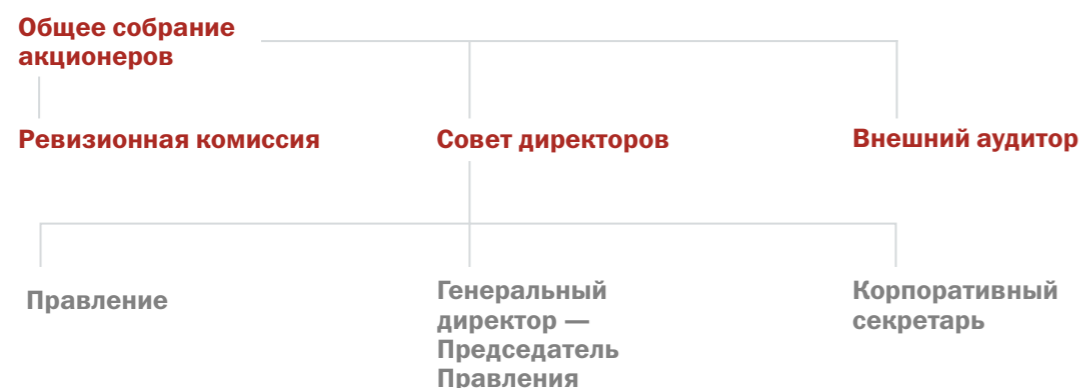 Общее собрание
акционеров
Ревизионная комиссия
Совет директоров
Внешний аудитор
Правление
Генеральный
директор —
Председатель
Правления
Корпоративный
секретарь